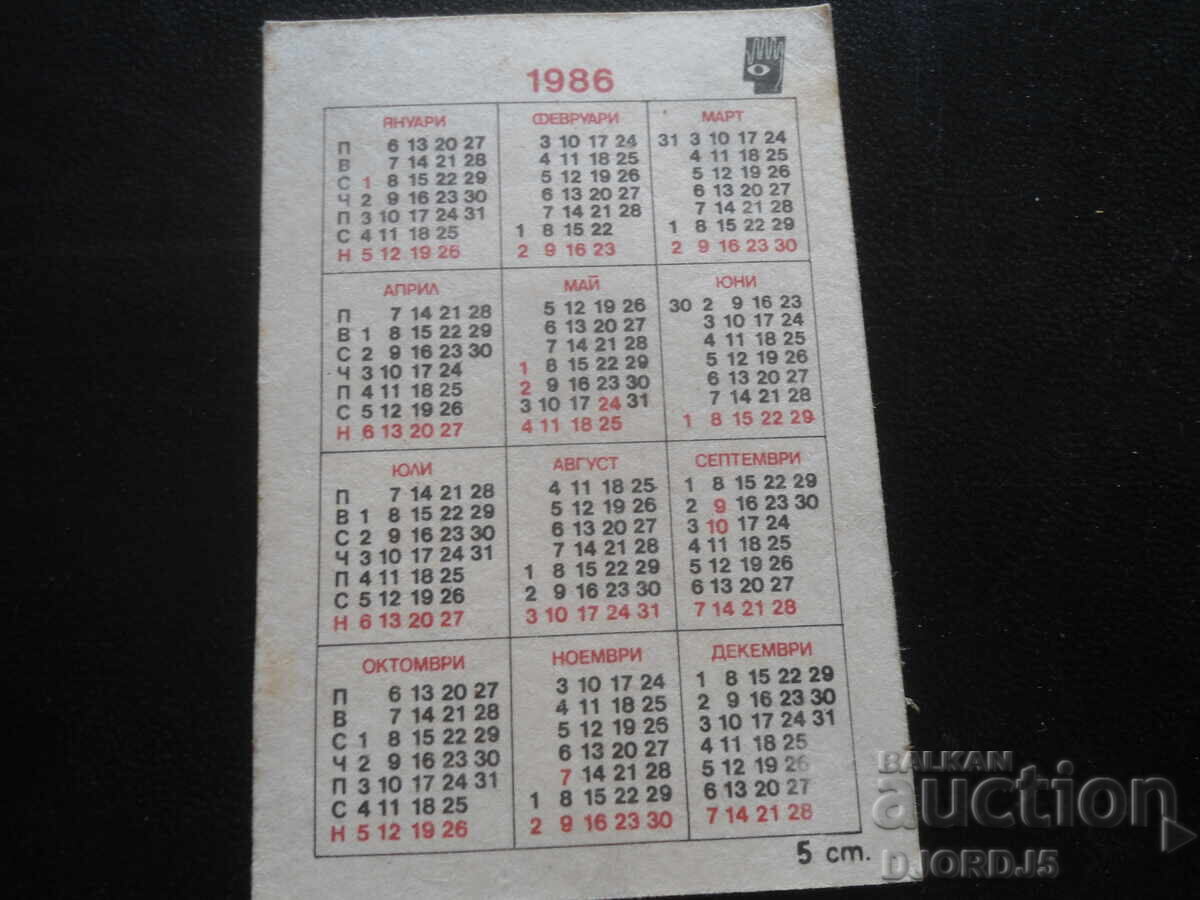 1986
ЯНУАРИ ФЕВРУАРИ МАРТ
П 6 13 20 27 3 10 17 24 31 3 10 17 24
В 7 14 21 28 4 11 18 25 4 11 18 25
С 1 8 15 22 29 5 12 19 26 5 12 19 26
Ч 2 9 16 23 30 6 13 20 27 6 13 20 27
П 3 10 17 24 31 7 14 21 28 7 14 21 28
С 4 11 18 25 1 8 15 22 1 8 15 22 29
Н 5 12 19 26 2 9 16 23 2 9 16 23 30
АПРИЛ МАЙ ЮНИ
П 7 14 21 28 5 12 19 26 30 2 9 16 23
В 1 8 15 22 29 6 13 20 27 3 10 17 24
С 2 9 16 23 30 7 14 21 28 4 11 18 25
Ч 3 10 17 24 1 8 15 22 29 5 12 19 26
П 4 11 18 25 2 9 16 23 30 6 13 20 27
С 5 12 19 26 3 10 17 24 31 7 14 21 28
Н 6 13 20 27 4 11 18 25 1 8 15 22 29
ЮЛИ АВГУСТ СЕПТЕМВРИ
П 7 14 21 28 4 11 18 25 1 8 15 22 29
В 1 8 15 22 29 5 12 19 26 2 9 16 23 30
С 2 9 16 23 30 6 13 20 27 3 10 17 24
Ч 3 10 17 24 31 7 14 21 28 4 11 18 25
П 4 11 18 25 1 8 15 22 29 5 12 19 26
С 5 12 19 26 2 9 16 23 30 6 13 20 27
Н 6 13 20 27 3 10 17 24 31 7 14 21 28
ОКТОМВРИ НОЕМВРИ ДЕКЕМВРИ
П 6 13 20 27 3 10 17 24 1 8 15 22 29
В 7 14 21 28 4 11 18 25 2 9 16 23 30
С 1 8 15 22 29 5 12 19 26 3 10 17 24 31
Ч 2 9 16 23 30 6 13 20 27 4 11 18 25
П 3 10 17 24 31 7 14 21 28 5 12 19 26
С 4 11 18 25 1 8 15 22 29 6 13 20 27
Н 5 12 19 26 2 9 16 23 30 7 14 21 28
5 ст.
BALKAN
auction
DJORDJ5